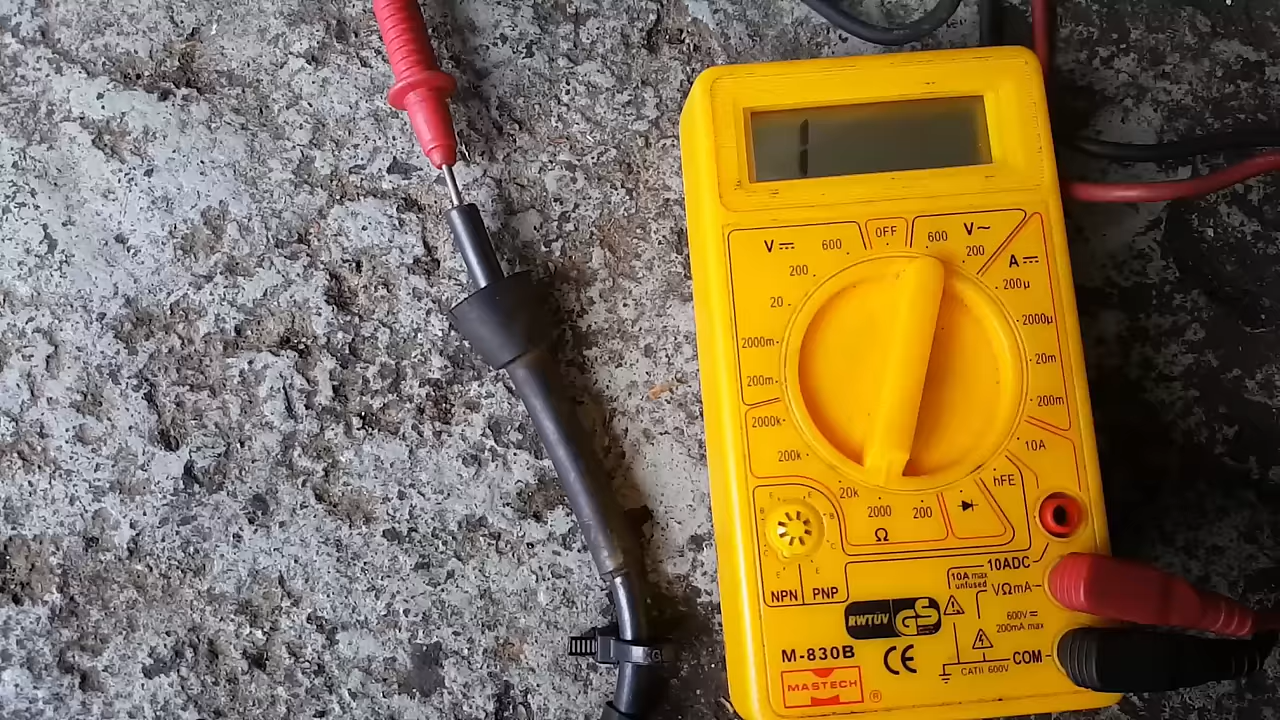 1
V⎓ 600 OFF 600 V~
200 200
A⎓
20 200µ
2000m 2000µ
200m 20m
2000k 200m
200k 10A
20k 2000 200 hFE
Ω
E E
B B
C C
E E
NPN PNP
10ADC
10A max
unfused
VΩmA
600V⎓
200mA max
RWTÜV GS
M-830B CE
COM
CATII 600V
MASTECH ®